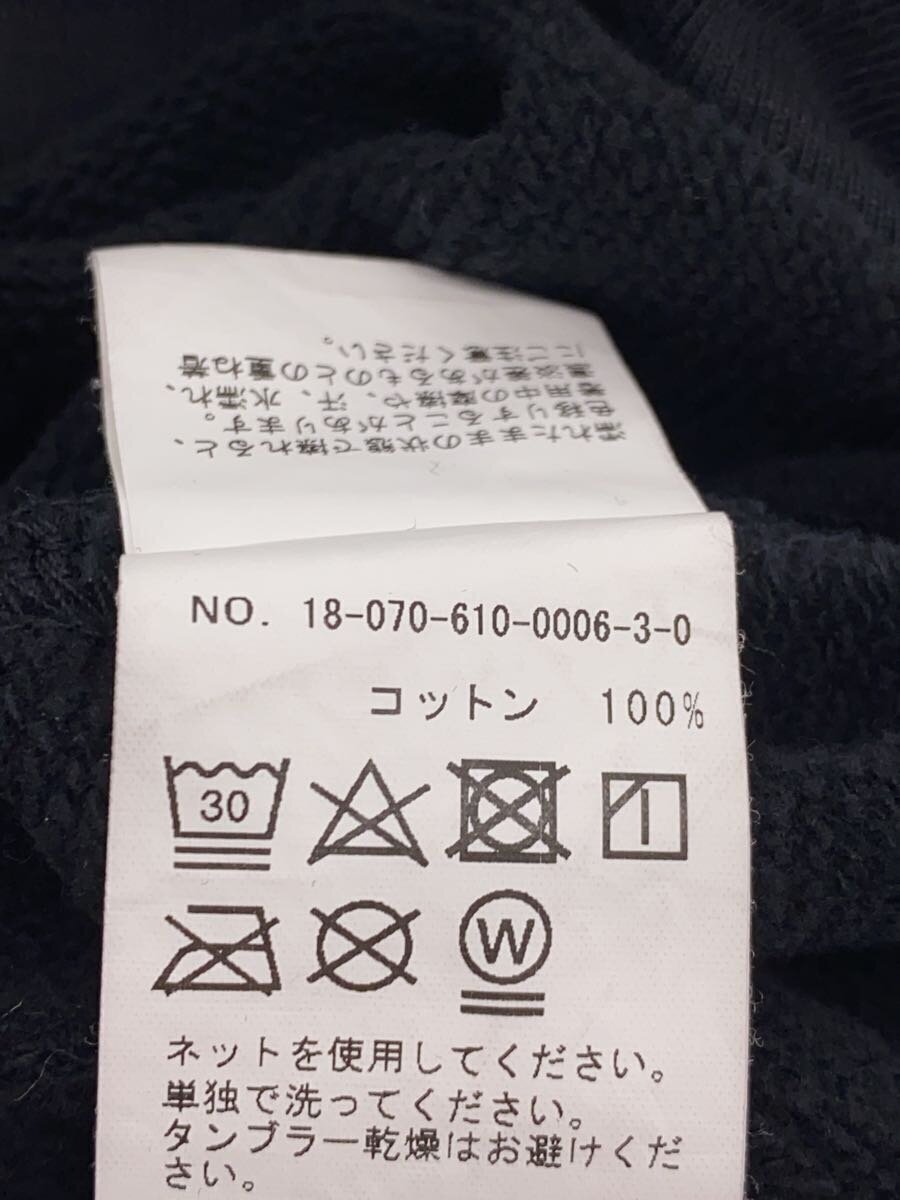 濡れたままの状態で擦れると、
色移りすることがあります。
着用中の摩擦や、汗、水濡れ、
濃淡差があるものとの重ね着
にご注意ください。
NO. 18-070-610-0006-3-0
コットン 100%
30
W
ネットを使用してください。
単独で洗ってください。
タンブラー乾燥はお避けくだ
さい。